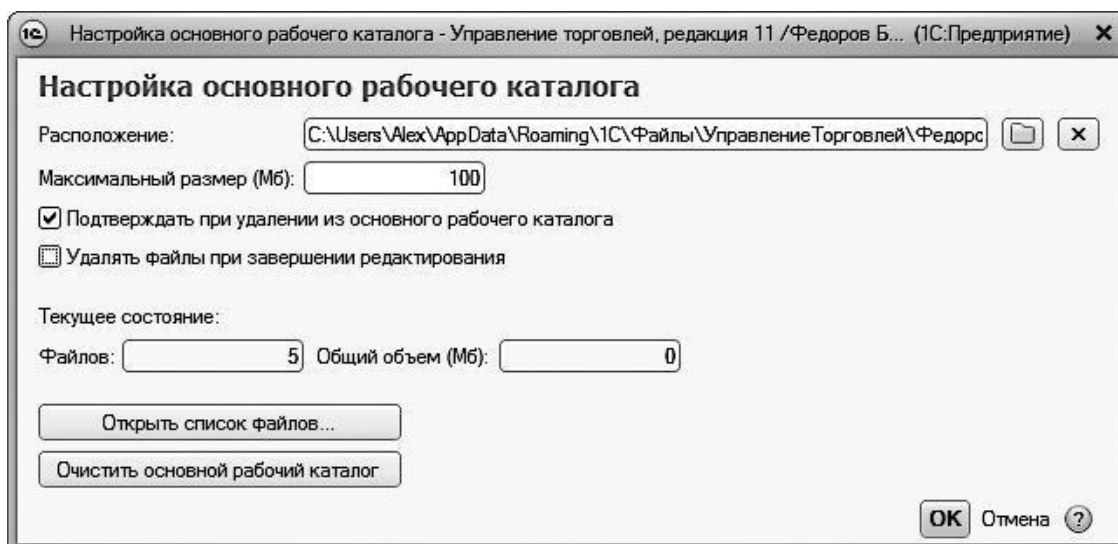 1С Настройка основного рабочего каталога - Управление торговлей, редакция 11 /Федоров Б... (1С:Предприятие)
Настройка основного рабочего каталога
Расположение: C:\Users\Alex\AppData\Roaming\1C\Файлы\УправлениеТорговлей\Федоро
Максимальный размер (Мб): 100
Подтверждать при удалении из основного рабочего каталога
Удалять файлы при завершении редактирования
Текущее состояние:
Файлов: 5 Общий объем (Мб): 0
Открыть список файлов...
Очистить основной рабочий каталог
OK Отмена ?